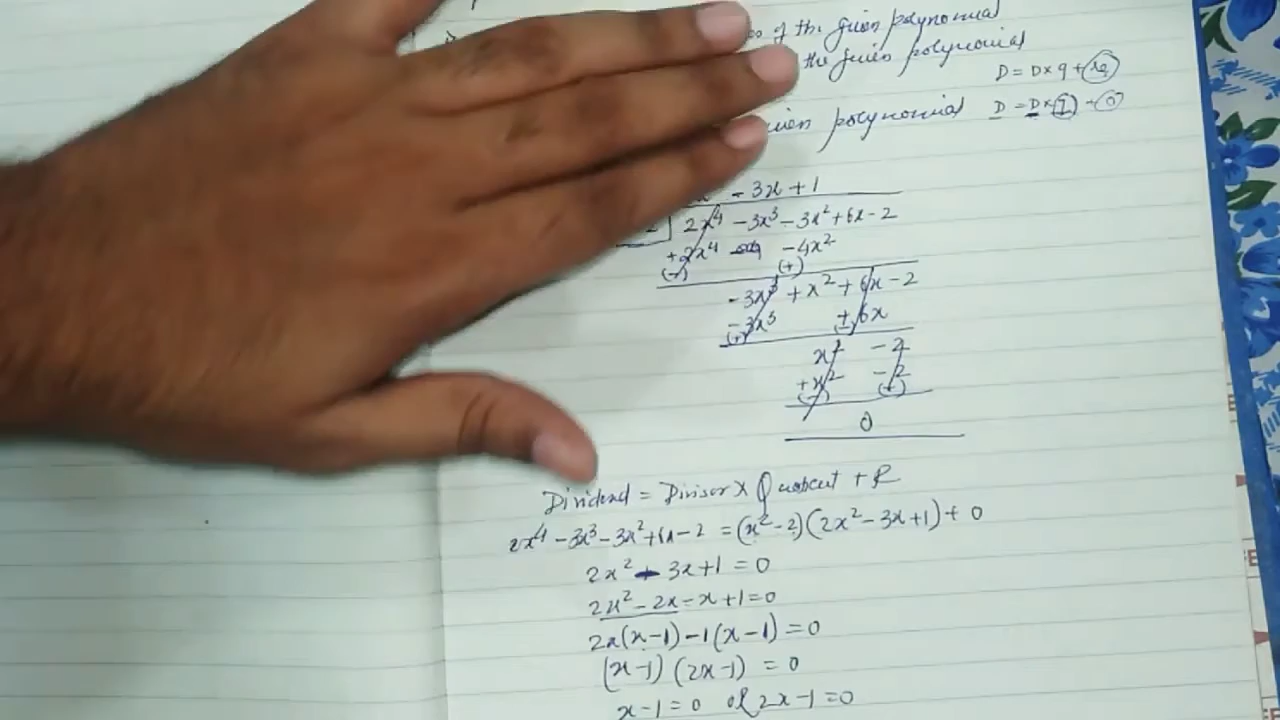 of the given polynomial
the given polynomial
D = D × q + r
polynomial D = D × q + 0
- 3x + 1
2x⁴ - 3x³ - 3x² + 6x - 2
+ 2x⁴ - 4x²
(-) (+)
- 3x³ + x² + 6x - 2
- 3x³ + 6x
(+) (-)
x² - 2
+ x² - 2
(-) (+)
0
Dividend = Divisor × Quotient + R
2x⁴ - 3x³ - 3x² + 6x - 2 = (x² - 2)(2x² - 3x + 1) + 0
2x² - 3x + 1 = 0
2x² - 2x - x + 1 = 0
2x(x - 1) - 1(x - 1) = 0
(x - 1)(2x - 1) = 0
x - 1 = 0 or 2x - 1 = 0